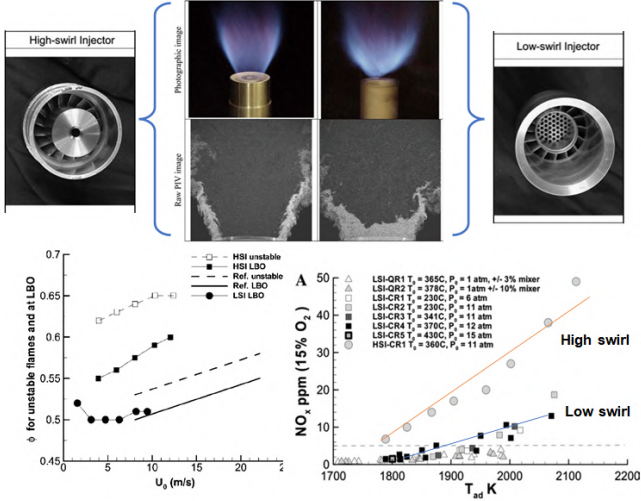 High-swirl Injector
Photographic image
Raw PIV image
Low-swirl Injector
HSI unstable
HSI LBO
Ref. unstable
Ref. LBO
LSI LBO
ϕ for unstable flames and at LBO
0.7
0.65
0.6
0.55
0.5
0.45
0
5
10
15
20
U₀ (m/s)
A
LSI-QR1 T₀ = 365C, P₀ = 1 atm, +/- 3% mixer
LSI-QR2 T₀ = 378C, P₀ = 1atm +/- 10% mixer
LSI-CR1 T₀ = 230C, P₀ = 6 atm
LSI-CR2 T₀ = 230C, P₀ = 11 atm
LSI-CR3 T₀ = 341C, P₀ = 11 atm
LSI-CR4 T₀ = 370C, P₀ = 12 atm
LSI-CR5 T₀ = 430C, P₀ = 15 atm
HSI-CR1 T₀ = 360C, P₀ = 11 atm
High swirl
Low swirl
NOₓ ppm (15% O₂)
50
40
30
20
10
0
1700
1800
1900
2000
2100
2200
T_ad K